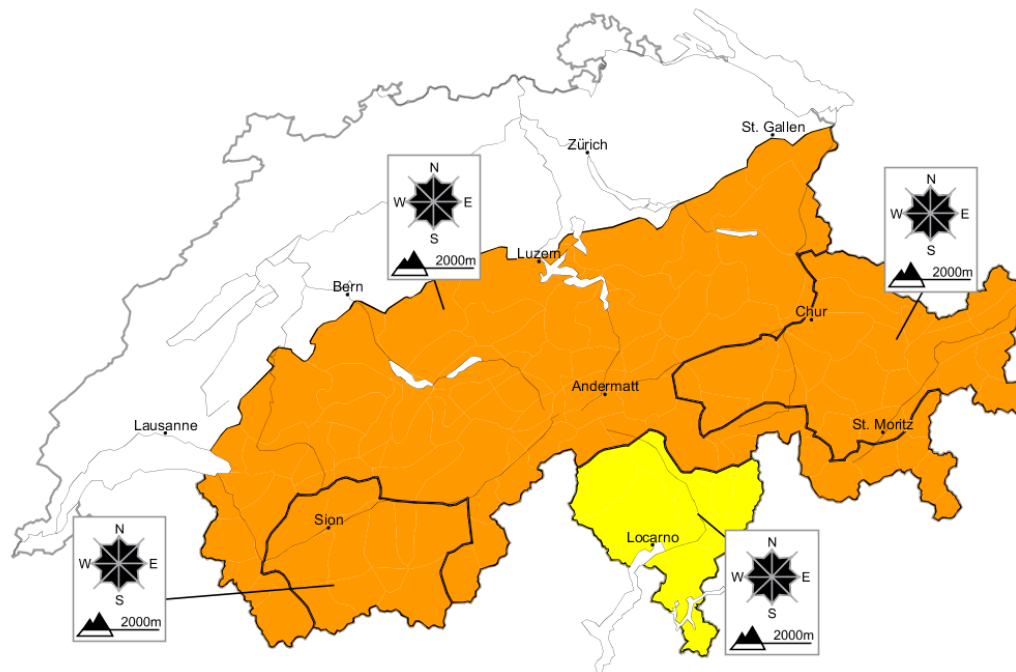 St. Gallen
Zürich
N
W E
S
2000m
N
W E
S
2000m
Luzern
Bern
Chur
Andermatt
Lausanne
St. Moritz
Sion
N
W E
S
2000m
Locarno
N
W E
S
2000m